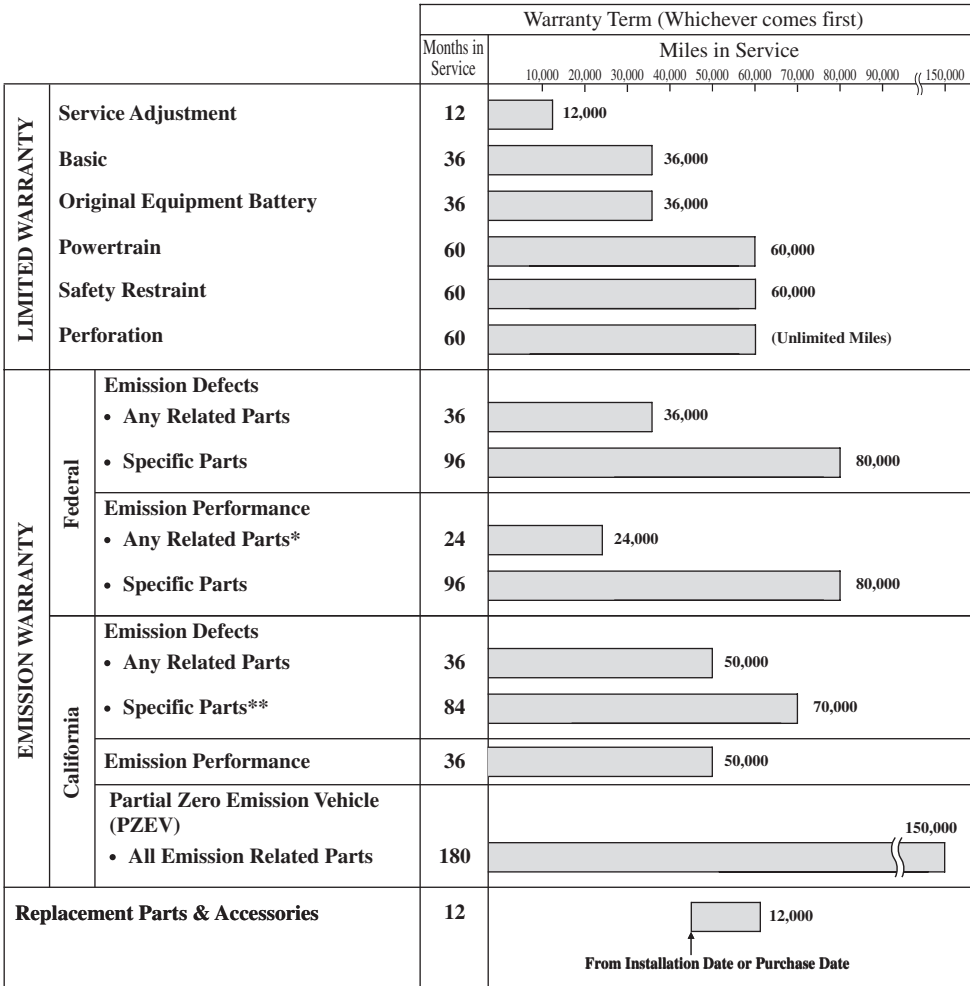 Warranty Term (Whichever comes first)
Months in
Service
Miles in Service
10,000 20,000 30,000 40,000 50,000 60,000 70,000 80,000 90,000 150,000
LIMITED WARRANTY
Service Adjustment 12 12,000
Basic 36 36,000
Original Equipment Battery 36 36,000
Powertrain 60 60,000
Safety Restraint 60 60,000
Perforation 60 (Unlimited Miles)
EMISSION WARRANTY
Federal
Emission Defects
• Any Related Parts 36 36,000
• Specific Parts 96 80,000
Emission Performance
• Any Related Parts* 24 24,000
• Specific Parts 96 80,000
California
Emission Defects
• Any Related Parts 36 50,000
• Specific Parts** 84 70,000
Emission Performance 36 50,000
Partial Zero Emission Vehicle
(PZEV)
• All Emission Related Parts 180 150,000
Replacement Parts & Accessories 12 12,000
From Installation Date or Purchase Date